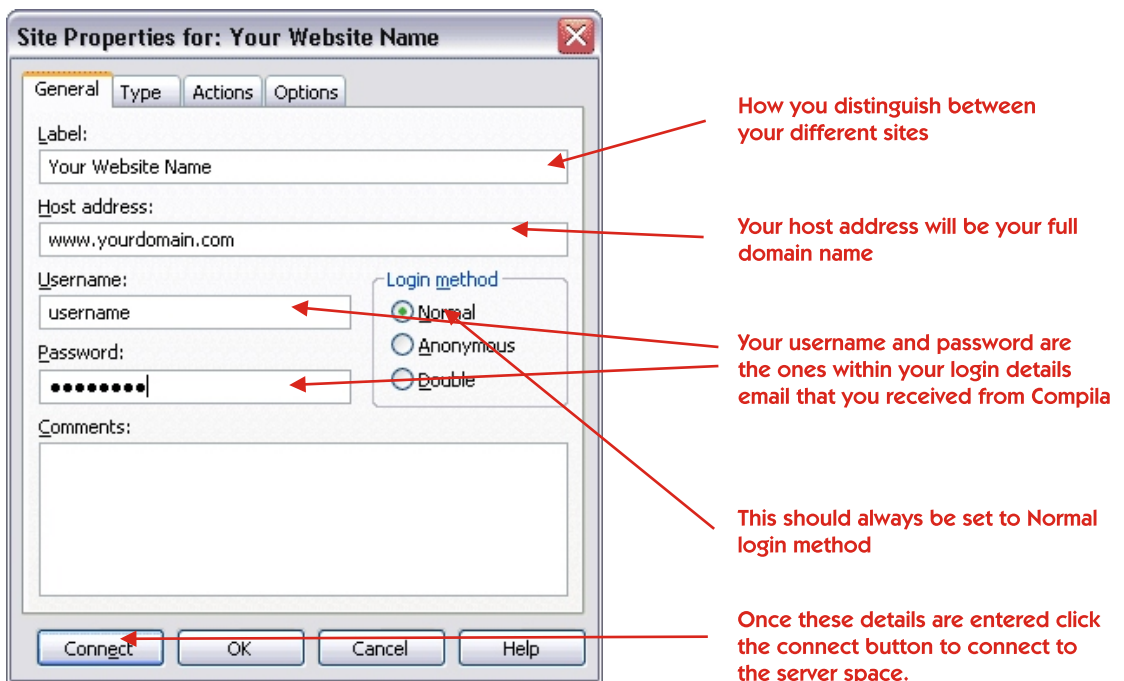 Site Properties for: Your Website Name
General Type Actions Options
Label:
Your Website Name
Host address:
www.yourdomain.com
Username:
username
Login method
Normal
Anonymous
Double
Password:
Comments:
Connect OK Cancel Help
How you distinguish between
your different sites
Your host address will be your full
domain name
Your username and password are
the ones within your login details
email that you received from Compila
This should always be set to Normal
login method
Once these details are entered click
the connect button to connect to
the server space.